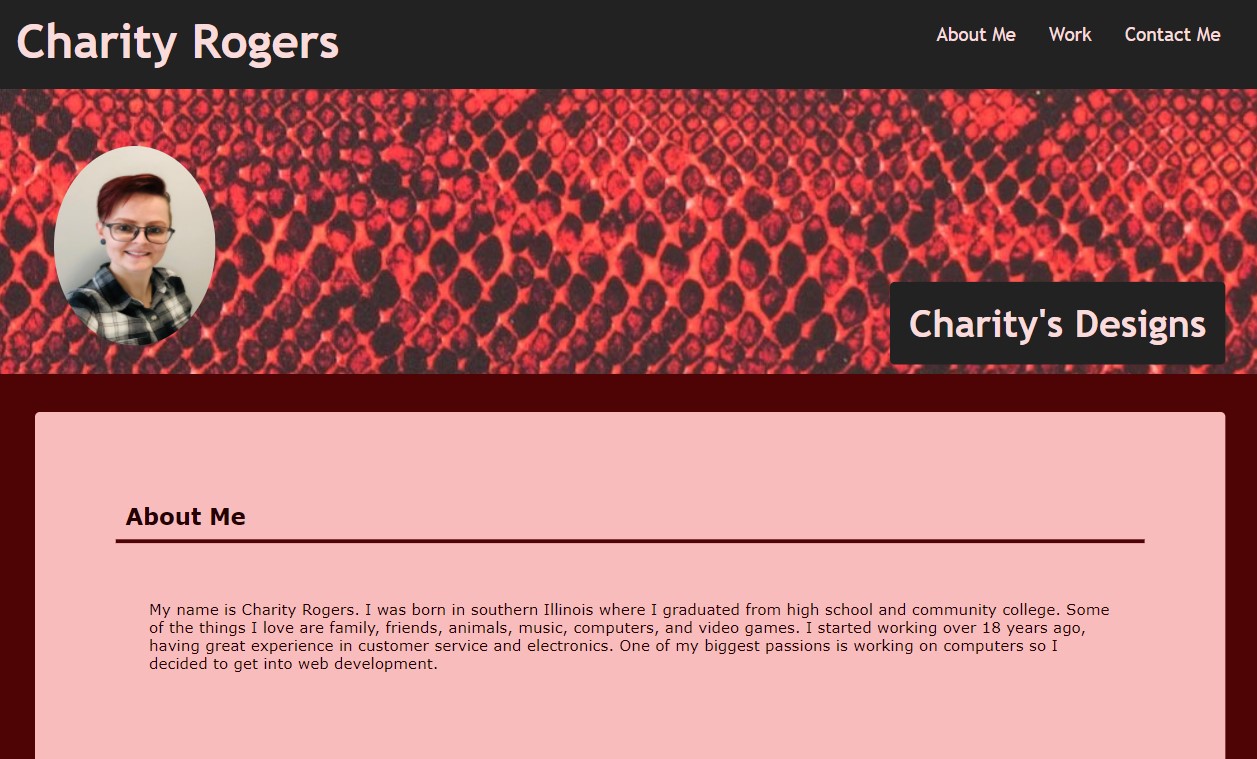 Charity Rogers
About Me Work Contact Me
Charity's Designs
About Me
My name is Charity Rogers. I was born in southern Illinois where I graduated from high school and community college. Some
of the things I love are family, friends, animals, music, computers, and video games. I started working over 18 years ago,
having great experience in customer service and electronics. One of my biggest passions is working on computers so I
decided to get into web development.